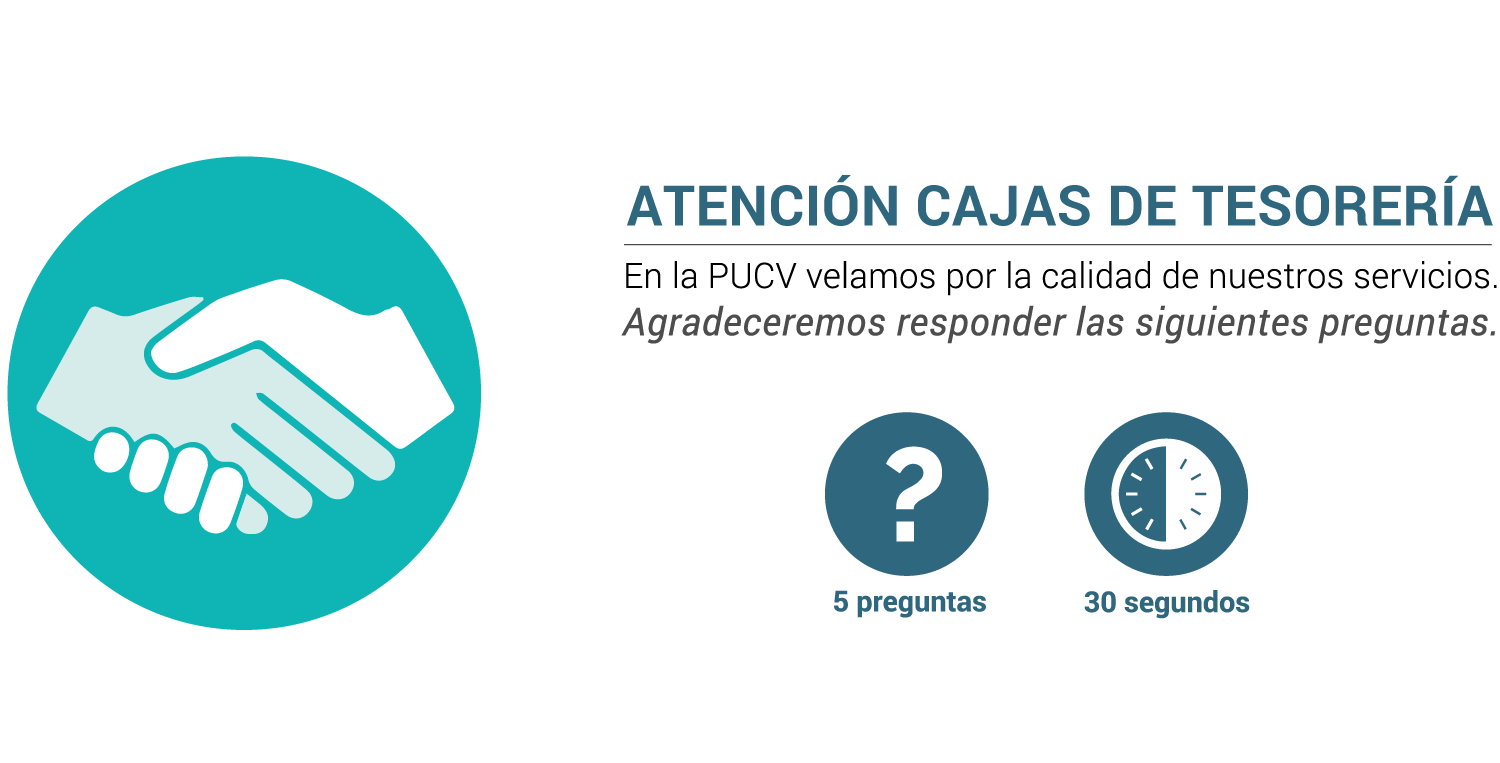 ATENCIÓN CAJAS DE TESORERÍA
En la PUCV velamos por la calidad de nuestros servicios.
Agradeceremos responder las siguientes preguntas.
?
5 preguntas
30 segundos